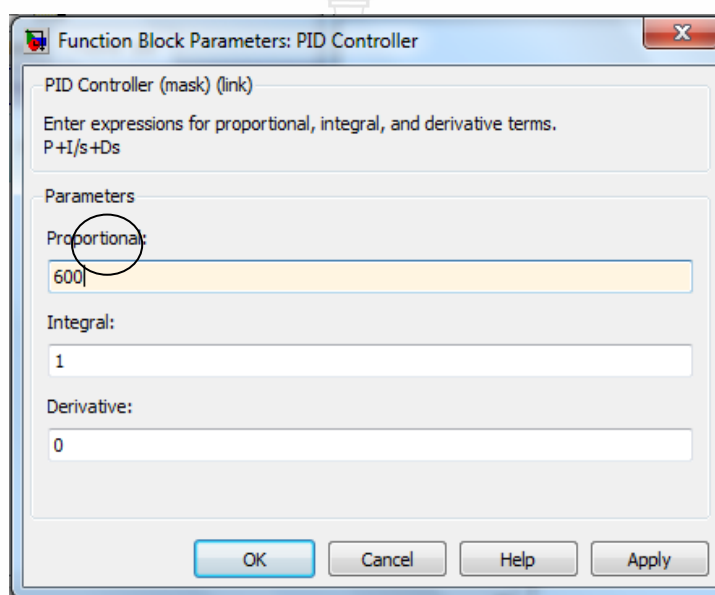 Function Block Parameters: PID Controller
PID Controller (mask) (link)
Enter expressions for proportional, integral, and derivative terms.
P+I/s+Ds
Parameters
Proportional:
600
Integral:
1
Derivative:
0
OK Cancel Help Apply